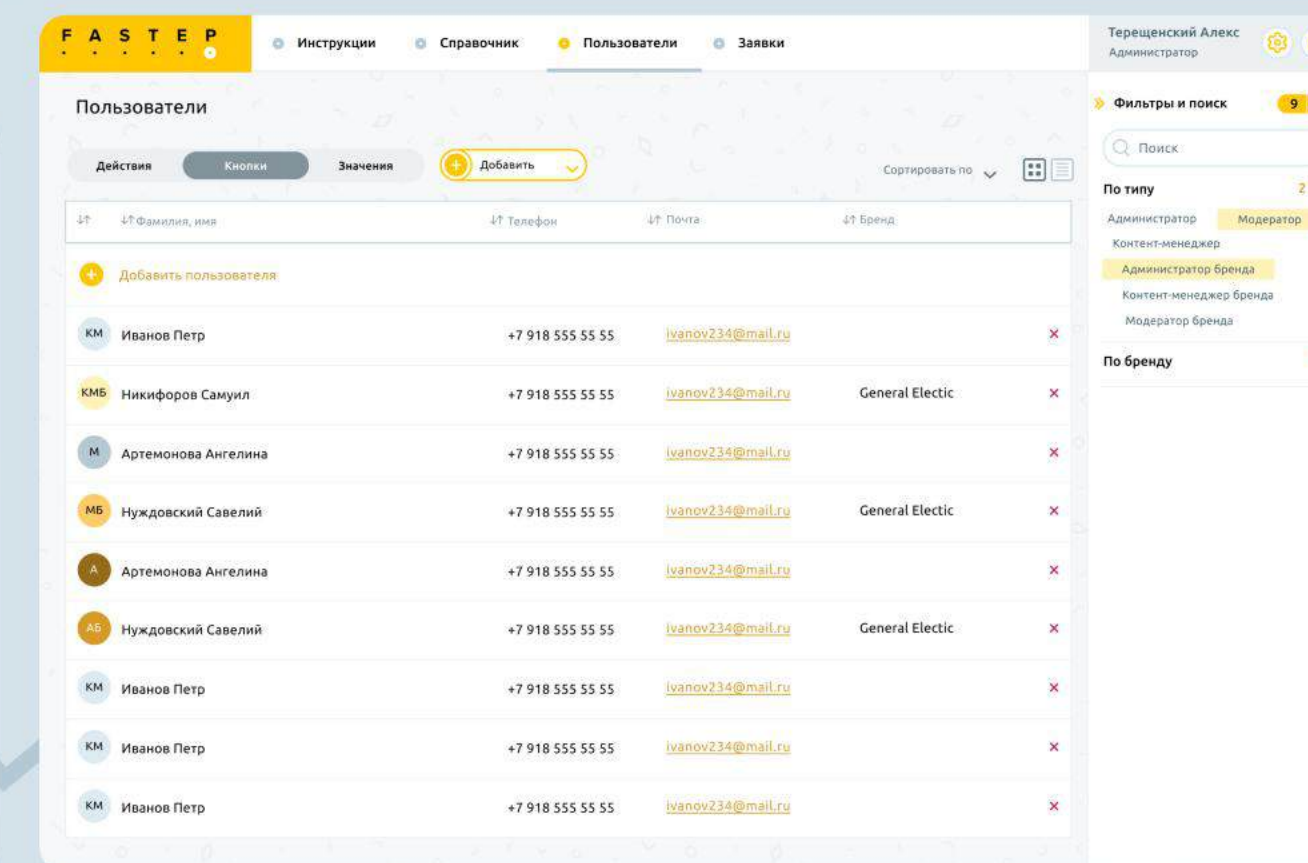 FASTEP
Инструкции Справочник Пользователи Заявки
Терещенский Алекс
Администратор
Пользователи
Действия Кнопки Значения Добавить
Сортировать по
Фамилия, имя Телефон Почта Бренд
Добавить пользователя
КМ Иванов Петр +7 918 555 55 55 ivanov234@mail.ru
КМБ Никифоров Самуил +7 918 555 55 55 ivanov234@mail.ru General Electic
М Артемонова Ангелина +7 918 555 55 55 ivanov234@mail.ru
МБ Нуждовский Савелий +7 918 555 55 55 ivanov234@mail.ru General Electic
А Артемонова Ангелина +7 918 555 55 55 ivanov234@mail.ru
АБ Нуждовский Савелий +7 918 555 55 55 ivanov234@mail.ru General Electic
КМ Иванов Петр +7 918 555 55 55 ivanov234@mail.ru
КМ Иванов Петр +7 918 555 55 55 ivanov234@mail.ru
КМ Иванов Петр +7 918 555 55 55 ivanov234@mail.ru
Фильтры и поиск 9
Поиск
По типу 2
Администратор Модератор
Контент-менеджер
Администратор бренда
Контент-менеджер бренда
Модератор бренда
По бренду